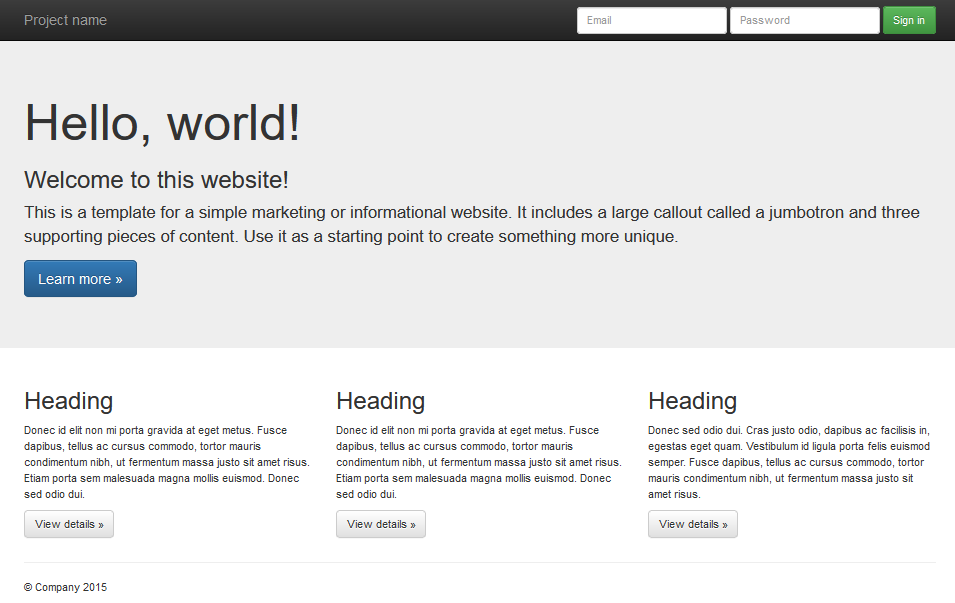 Project name
Email
Password
Sign in
Hello, world!
Welcome to this website!
This is a template for a simple marketing or informational website. It includes a large callout called a jumbotron and three
supporting pieces of content. Use it as a starting point to create something more unique.
Learn more »
Heading
Donec id elit non mi porta gravida at eget metus. Fusce
dapibus, tellus ac cursus commodo, tortor mauris
condimentum nibh, ut fermentum massa justo sit amet risus.
Etiam porta sem malesuada magna mollis euismod. Donec
sed odio dui.
View details »
Heading
Donec id elit non mi porta gravida at eget metus. Fusce
dapibus, tellus ac cursus commodo, tortor mauris
condimentum nibh, ut fermentum massa justo sit amet risus.
Etiam porta sem malesuada magna mollis euismod. Donec
sed odio dui.
View details »
Heading
Donec sed odio dui. Cras justo odio, dapibus ac facilisis in,
egestas eget quam. Vestibulum id ligula porta felis euismod
semper. Fusce dapibus, tellus ac cursus commodo, tortor
mauris condimentum nibh, ut fermentum massa justo sit
amet risus.
View details »
© Company 2015